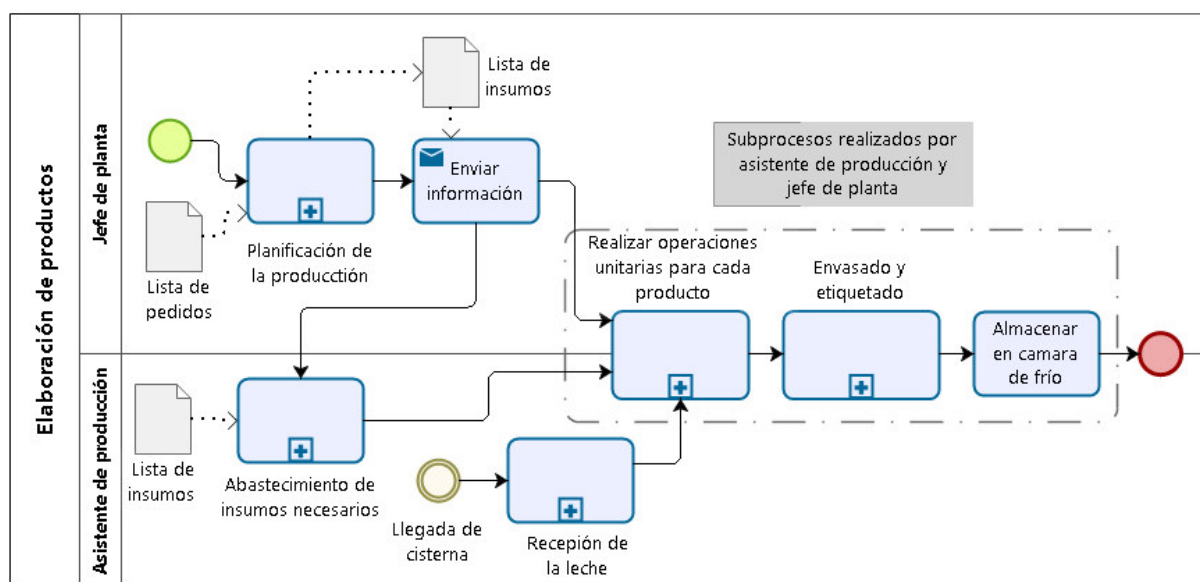 Elaboración de productos
Jefe de planta
Lista de
insumos
Enviar
información
Planificación de
la producctión
Lista de
pedidos
Subprocesos realizados por
asistente de producción y
jefe de planta
Realizar operaciones
unitarias para cada
producto
Envasado y
etiquetado
Almacenar
en camara
de frío
Asistente de producción
Lista de
insumos
Abastecimiento de
insumos necesarios
Llegada de
cisterna
Recepión de
la leche